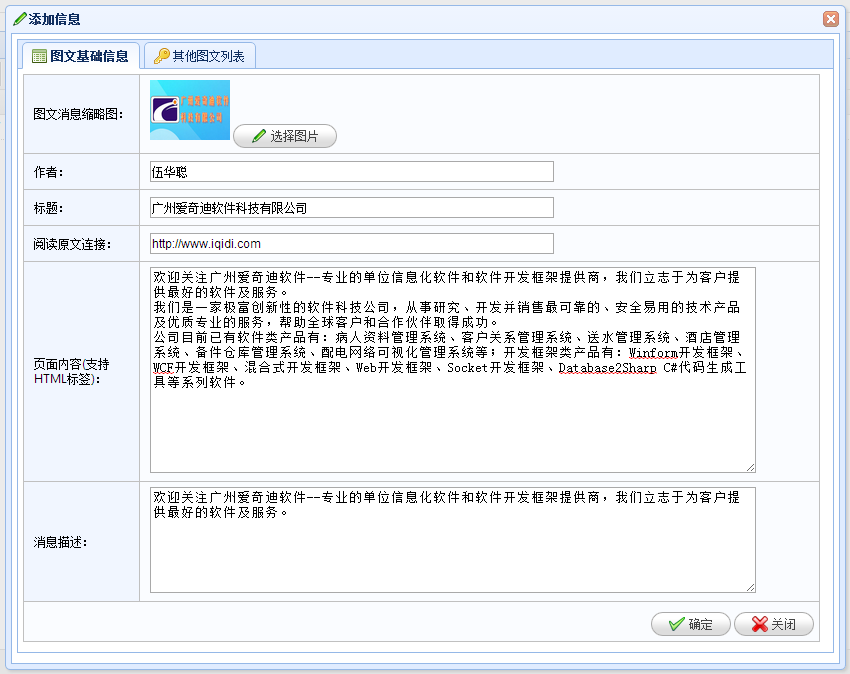 添加信息
图文基础信息
其他图文列表
图文消息缩略图：
广州爱奇迪软件
科技有限公司
选择图片
作者：
伍华聪
标题：
广州爱奇迪软件科技有限公司
阅读原文连接：
http://www.iqidi.com
页面内容(支持
HTML标签)：
欢迎关注广州爱奇迪软件--专业的单位信息化软件和软件开发框架提供商，我们立志于为客户提
供最好的软件及服务。
我们是一家极富创新性的软件科技公司，从事研究、开发并销售最可靠的、安全易用的技术产品
及优质专业的服务，帮助全球客户和合作伙伴取得成功。
公司目前已有软件类产品有：病人资料管理系统、客户关系管理系统、送水管理系统、酒店管理
系统、备件仓库管理系统、配电网络可视化管理系统等；开发框架类产品有：Winform开发框架、
WCF开发框架、混合式开发框架、Web开发框架、Socket开发框架、Database2Sharp C#代码生成工
具等系列软件。
消息描述：
欢迎关注广州爱奇迪软件--专业的单位信息化软件和软件开发框架提供商，我们立志于为客户提
供最好的软件及服务。
确定
关闭